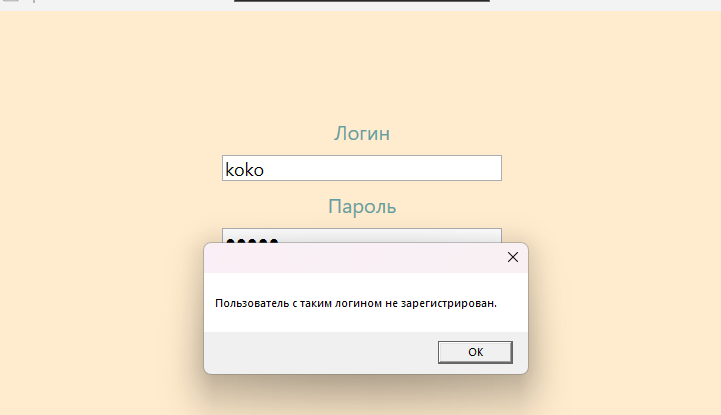 Логин
koko
Пароль
●●●●●
Пользователь с таким логином не зарегистрирован.
OK